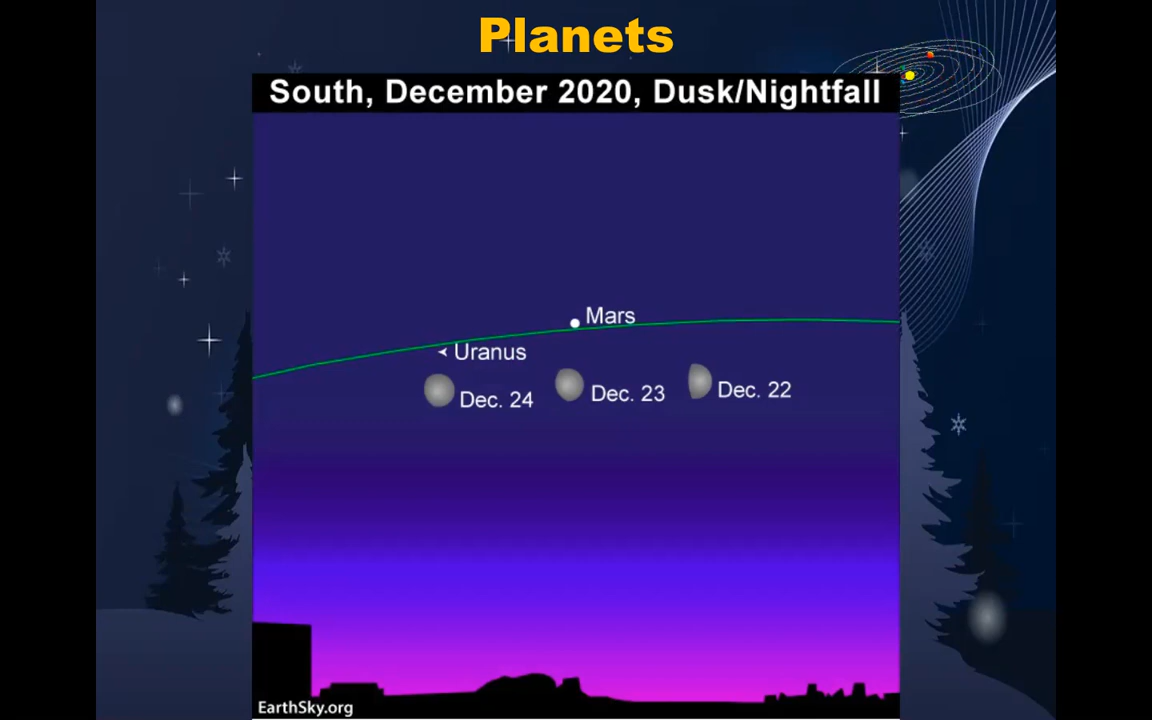 Planets
South, December 2020, Dusk/Nightfall
Mars
Uranus
Dec. 24
Dec. 23
Dec. 22
EarthSky.org